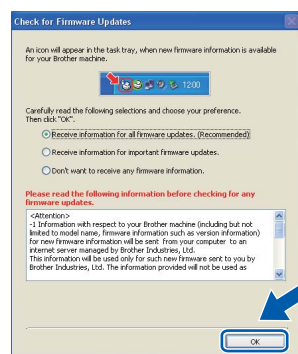 Check for Firmware Updates
An icon will appear in the task tray, when new firmware information is available
for your Brother machine.
1200
Carefully read the following selections and choose your preference.
Then click "OK".
Receive information for all firmware updates. (Recommended)
Receive information for important firmware updates.
Don't want to receive any firmware information.
Please read the following information before checking for any
firmware updates.
<Attention>
-1 Information with respect to your Brother machine (including but not
limited to model name, firmware information such as version information)
for new firmware information will be sent from your computer to an
internet server managed by Brother Industries, Ltd.
This information will be used only for such new firmware sent to you by
Brother Industries, Ltd. The information provided will not be used as
OK